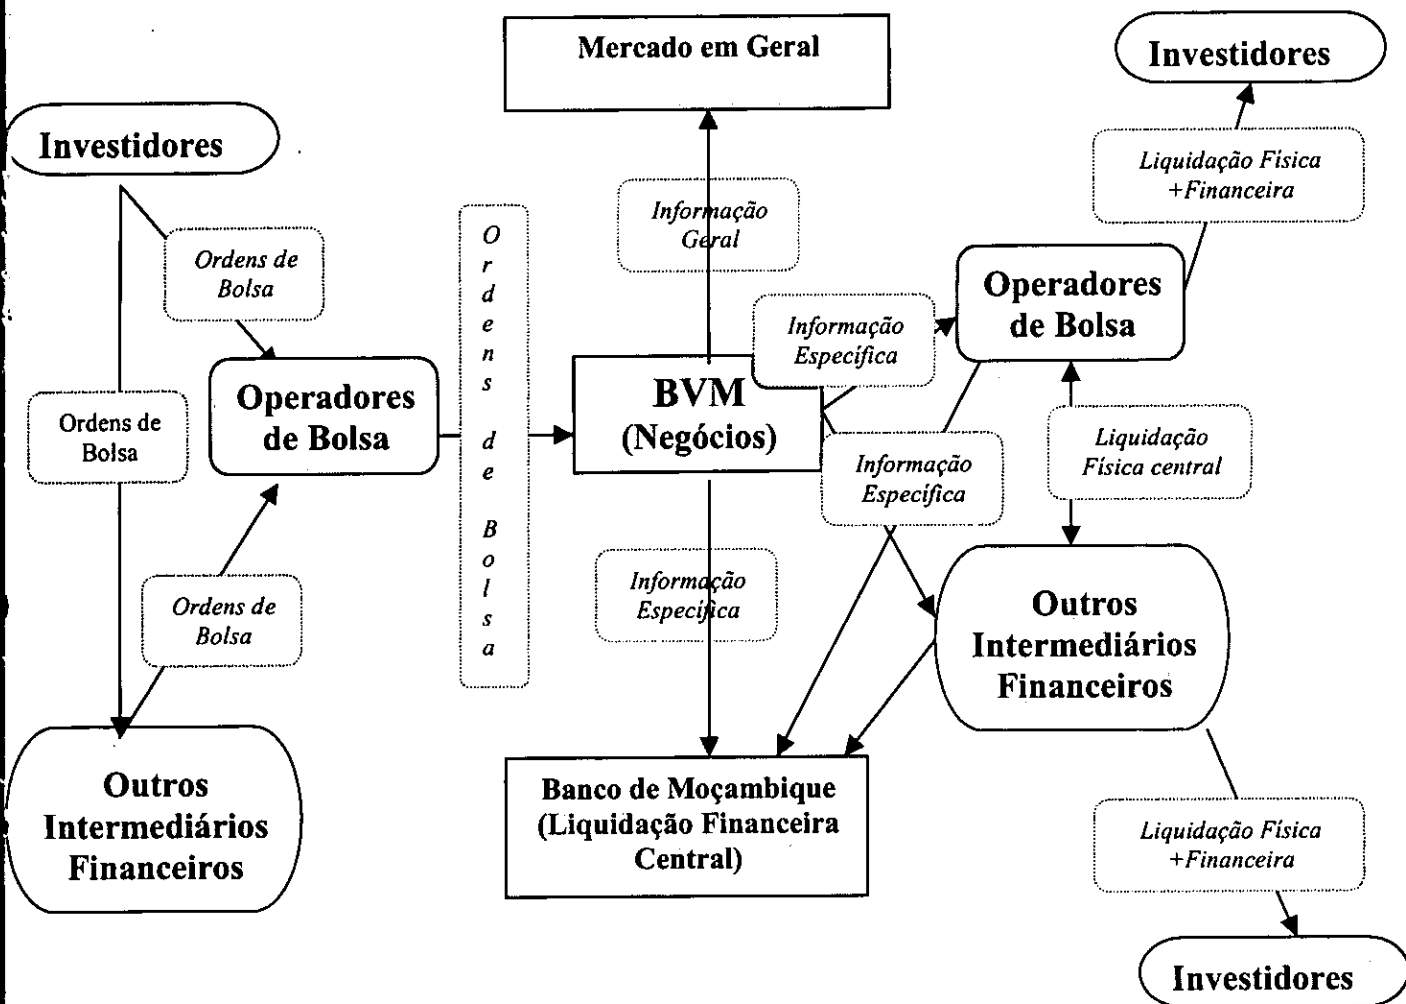 Mercado em Geral
Investidores
Investidores
Liquidação Física
+Financeira
Informação
Geral
Ordens de
Bolsa
O
r
d
e
n
s
d
e
B
o
l
s
a
Operadores
de Bolsa
Informação
Específica
BVM
(Negócios)
Operadores
de Bolsa
Ordens de
Bolsa
Liquidação
Física central
Informação
Específica
Informação
Específica
Ordens de
Bolsa
Outros
Intermediários
Financeiros
Outros
Intermediários
Financeiros
Banco de Moçambique
(Liquidação Financeira
Central)
Liquidação Física
+Financeira
Investidores